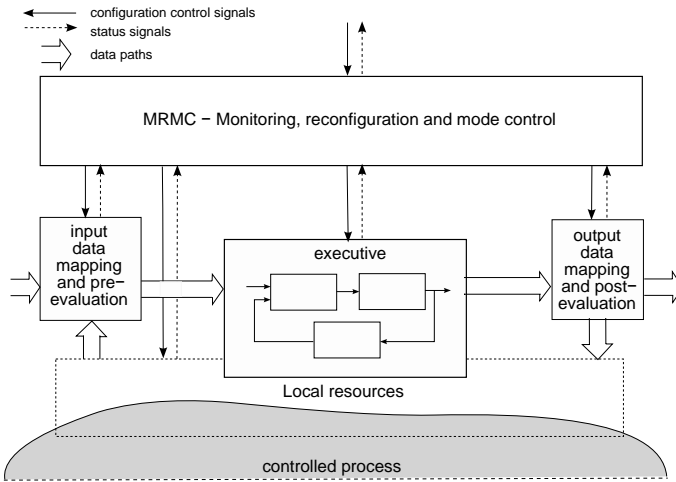 configuration control signals
status signals
data paths
MRMC − Monitoring, reconfiguration and mode control
input
data
mapping
and pre−
evaluation
executive
output
data
mapping
and post-
evaluation
Local resources
controlled process